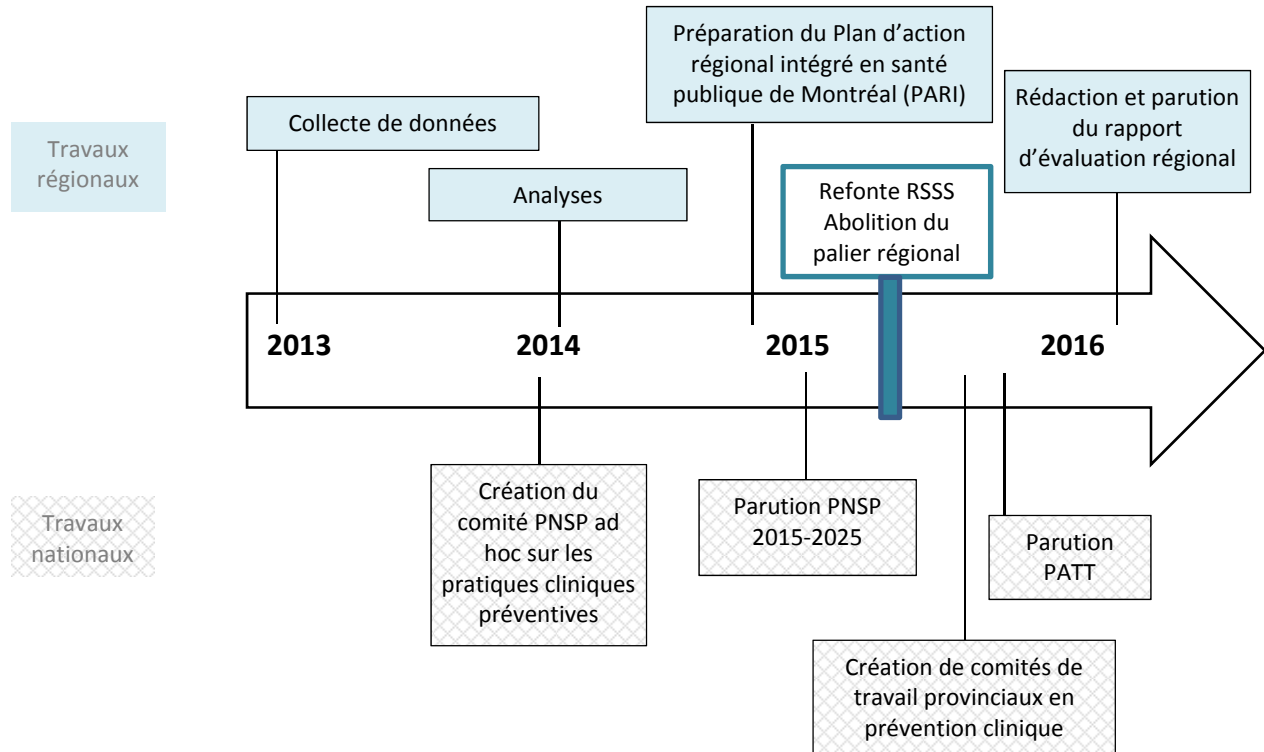 Préparation du Plan d’action
régional intégré en santé
publique de Montréal (PARI)
Rédaction et parution
du rapport
d’évaluation régional
Collecte de données
Travaux
régionaux
Analyses
Refonte RSSS
Abolition du
palier régional
2013
2014
2015
2016
Création du
comité PNSP ad
hoc sur les
pratiques cliniques
préventives
Parution PNSP
2015-2025
Travaux
nationaux
Parution
PATT
Création de comités de
travail provinciaux en
prévention clinique